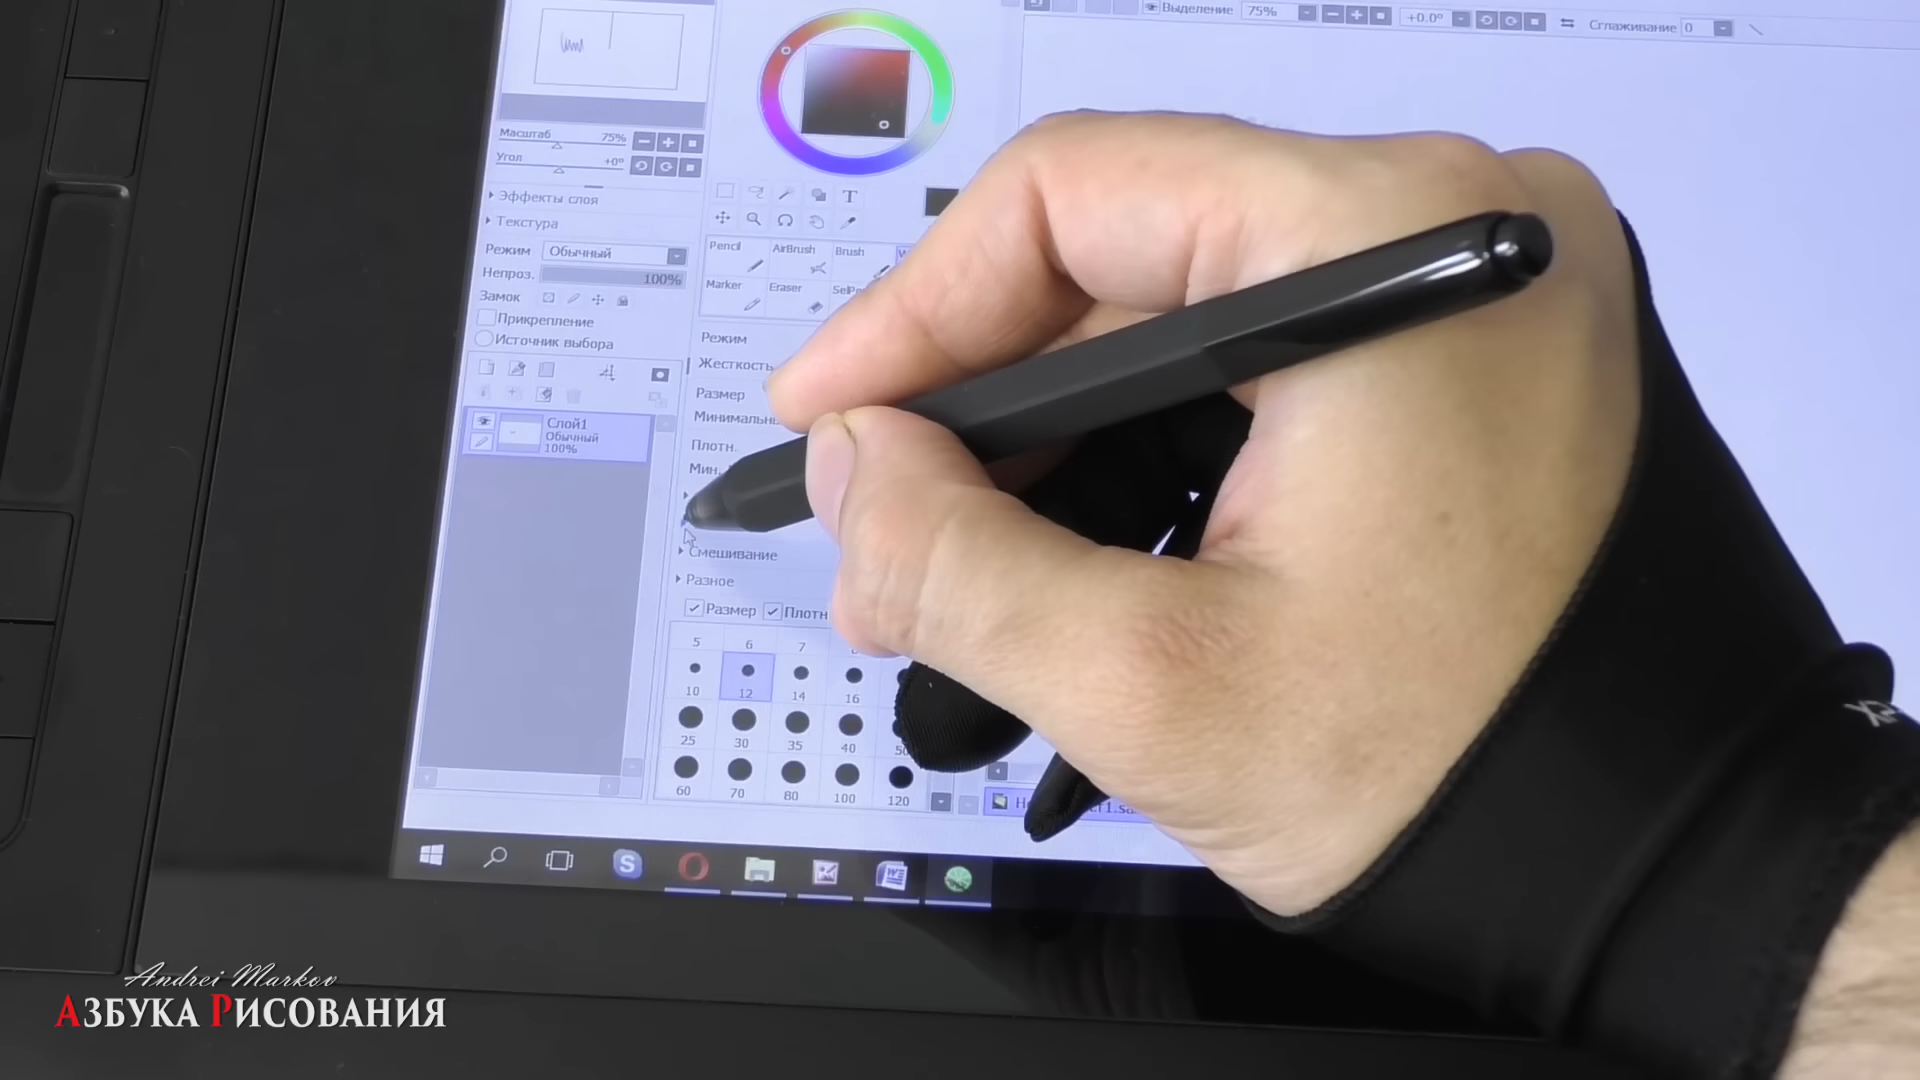 Выделение 75% +0.0° Сглаживание 0
Масштаб 75%
Угол +0°
Эффекты слоя
Текстура
Режим Обычный
Непроз. 100%
Замок
Прикрепление
Источник выбора
Слой1
Обычный
100%
T
Pencil AirBrush Brush
Marker Eraser
Режим
Жесткость
Размер
Плотн.
Мин.
Смешивание
Разное
Размер Плотн
5 6 7
10 12 14 16
25 30 35 40 50
60 70 80 100 120
Andrei Markov
АЗБУКА РИСОВАНИЯ